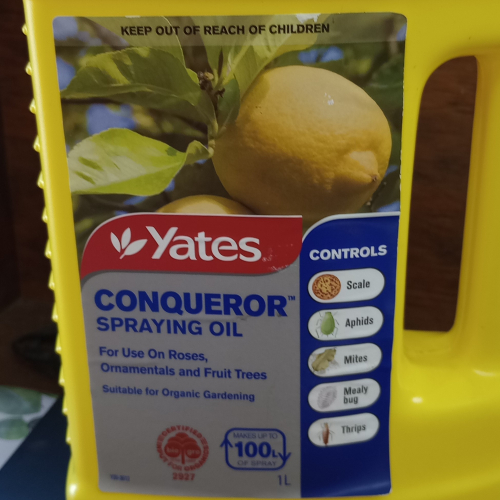 KEEP OUT OF REACH OF CHILDREN
Yates
CONQUEROR™
SPRAYING OIL
For Use On Roses,
Ornamentals and Fruit Trees
Suitable for Organic Gardening
CONTROLS
Scale
Aphids
Mites
Mealy
bug
Thrips
CERTIFIED
2927
MAKES UP TO
100L
OF SPRAY
1L